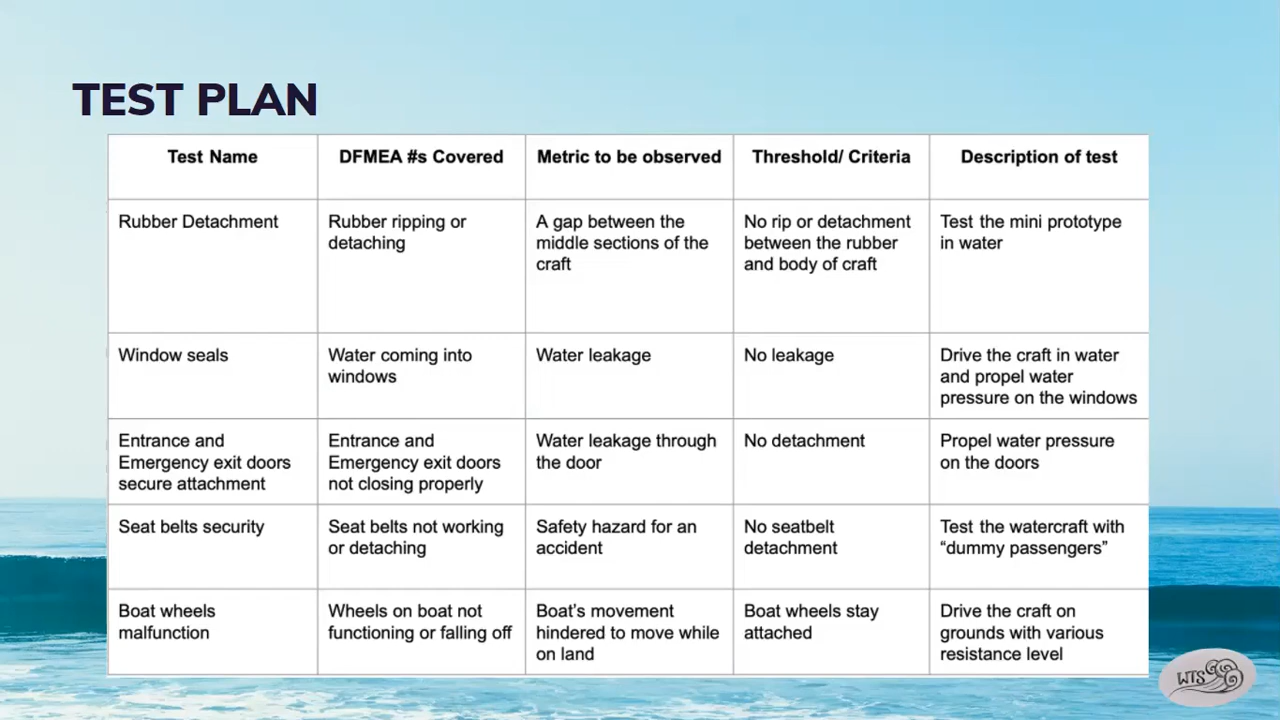 TEST PLAN
Test Name
DFMEA #s Covered
Metric to be observed
Threshold/ Criteria
Description of test
Rubber Detachment
Rubber ripping or
detaching
A gap between the
middle sections of the
craft
No rip or detachment
between the rubber
and body of craft
Test the mini prototype
in water
Window seals
Water coming into
windows
Water leakage
No leakage
Drive the craft in water
and propel water
pressure on the windows
Entrance and
Emergency exit doors
secure attachment
Entrance and
Emergency exit doors
not closing properly
Water leakage through
the door
No detachment
Propel water pressure
on the doors
Seat belts security
Seat belts not working
or detaching
Safety hazard for an
accident
No seatbelt
detachment
Test the watercraft with
“dummy passengers”
Boat wheels
malfunction
Wheels on boat not
functioning or falling off
Boat’s movement
hindered to move while
on land
Boat wheels stay
attached
Drive the craft on
grounds with various
resistance level
WTS